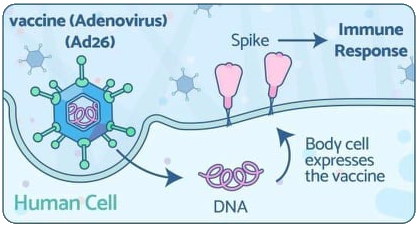 vaccine (Adenovirus)
(Ad26)
Spike
Immune
Response
Body cell
expresses
the vaccine
Human Cell
DNA